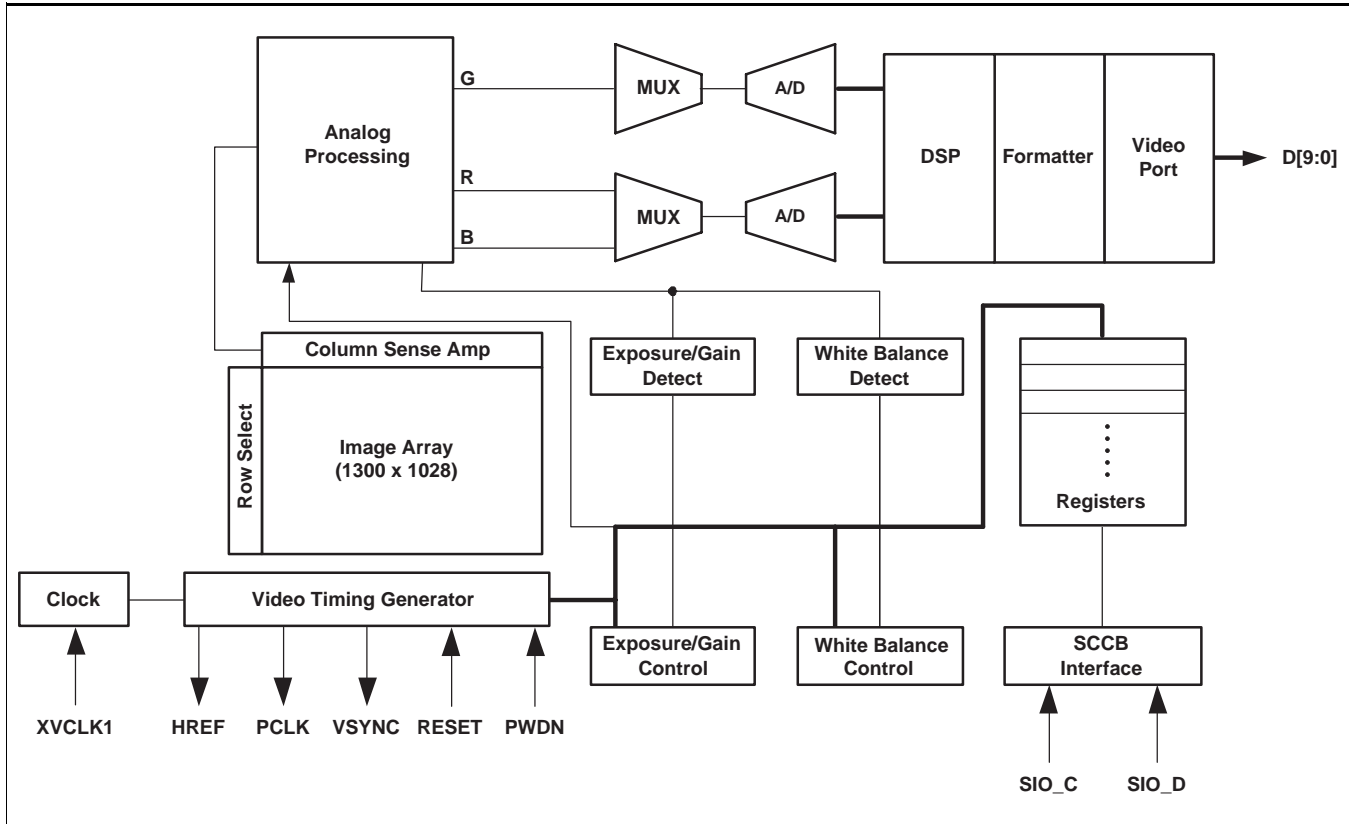 G
MUX
A/D
Analog
Processing
DSP
Formatter
Video
Port
D[9:0]
R
MUX
A/D
B
Column Sense Amp
Exposure/Gain
Detect
White Balance
Detect
Row Select
Image Array
(1300 x 1028)
Registers
Clock
Video Timing Generator
Exposure/Gain
Control
White Balance
Control
SCCB
Interface
XVCLK1
HREF
PCLK
VSYNC
RESET
PWDN
SIO_C
SIO_D